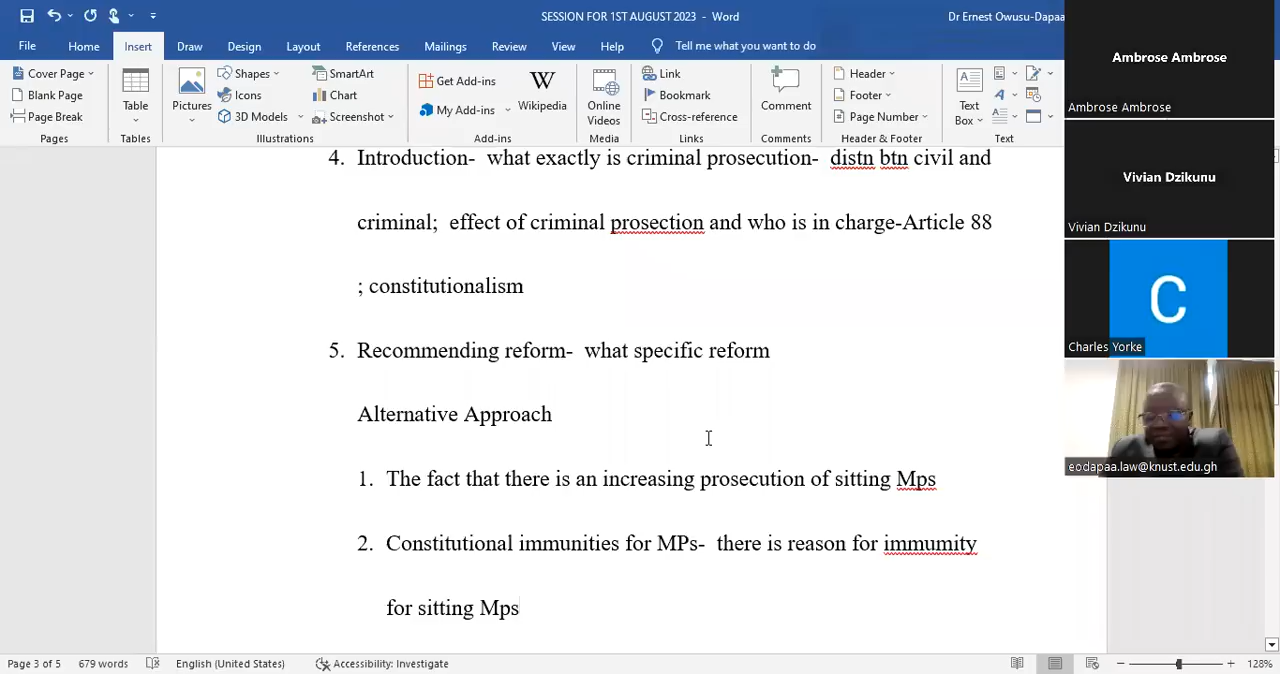 SESSION FOR 1ST AUGUST 2023 - Word
Dr Ernest Owusu-Dapaa
File Home Insert Draw Design Layout References Mailings Review View Help Tell me what you want to do
Cover Page
Blank Page
Page Break
Pages
Table
Tables
Pictures
Shapes
Icons
3D Models
SmartArt
Chart
Screenshot
Illustrations
Get Add-ins
My Add-ins
Wikipedia
Add-ins
Online
Videos
Media
Link
Bookmark
Cross-reference
Links
Comment
Comments
Header
Footer
Page Number
Header & Footer
Text
Box
Text
4. Introduction- what exactly is criminal prosecution- distn btn civil and
criminal; effect of criminal prosection and who is in charge-Article 88
; constitutionalism
5. Recommending reform- what specific reform
Alternative Approach
1. The fact that there is an increasing prosecution of sitting Mps
2. Constitutional immunities for MPs- there is reason for immumity
for sitting Mps
Page 3 of 5 679 words English (United States) Accessibility: Investigate 128%
Ambrose Ambrose
Ambrose Ambrose
Vivian Dzikunu
Vivian Dzikunu
C
Charles Yorke
eodapaa.law@knust.edu.gh